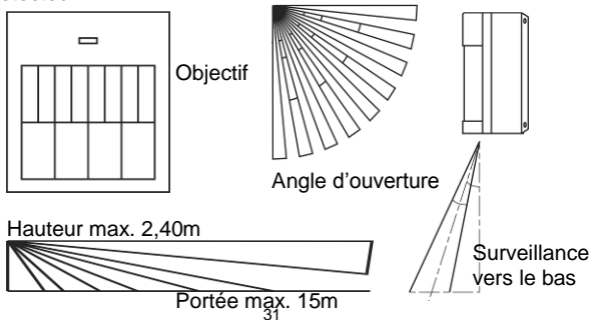 Objectif
Angle d'ouverture
Hauteur max. 2,40m
Surveillance
vers le bas
Portée max. 15m
31